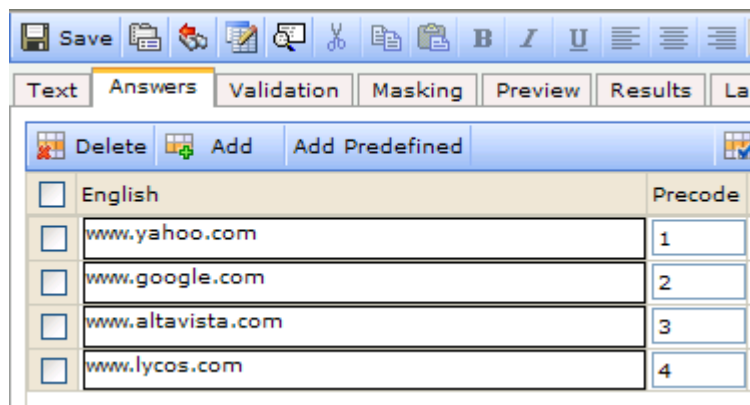 Save B I U
Text Answers Validation Masking Preview Results La
Delete Add Add Predefined
English Precode
www.yahoo.com 1
www.google.com 2
www.altavista.com 3
www.lycos.com 4